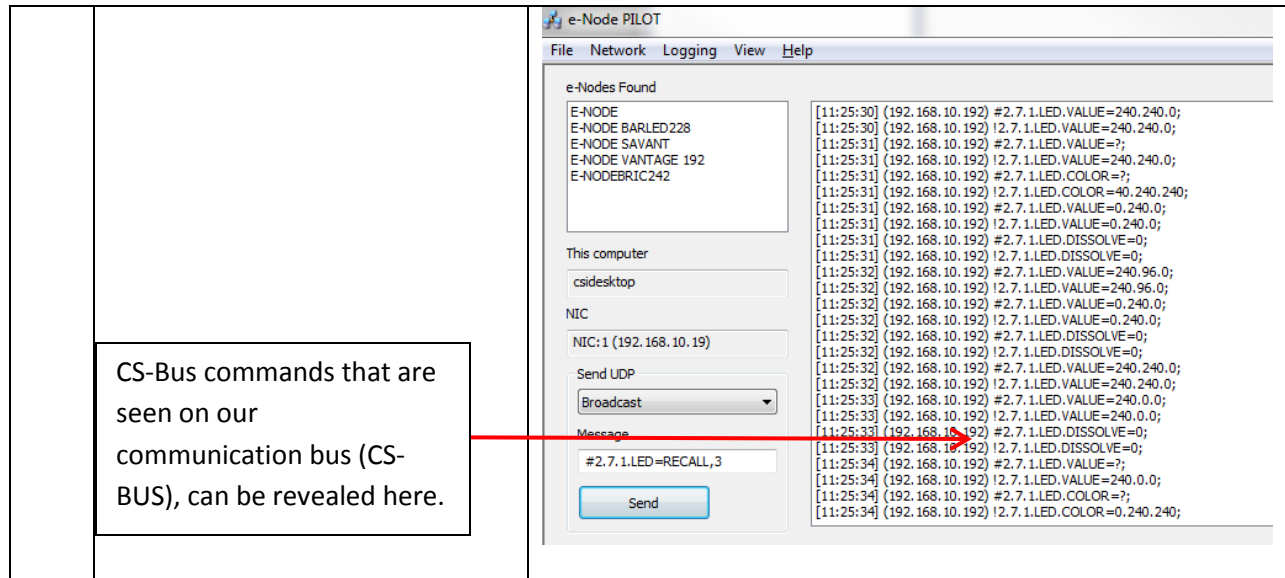 e-Node PILOT
File Network Logging View Help
e-Nodes Found
E-NODE
E-NODE BARLED228
E-NODE SAVANT
E-NODE VANTAGE 192
E-NODEBRIC242
This computer
csidesktop
NIC
NIC:1 (192.168.10.19)
Send UDP
Broadcast
Message
#2.7.1.LED=RECALL,3
Send
[11:25:30] (192.168.10.192) #2.7.1.LED.VALUE=240.240.0;
[11:25:30] (192.168.10.192) !2.7.1.LED.VALUE=240.240.0;
[11:25:31] (192.168.10.192) #2.7.1.LED.VALUE=?;
[11:25:31] (192.168.10.192) !2.7.1.LED.VALUE=240.240.0;
[11:25:31] (192.168.10.192) #2.7.1.LED.COLOR=?;
[11:25:31] (192.168.10.192) !2.7.1.LED.COLOR=40.240.240;
[11:25:31] (192.168.10.192) #2.7.1.LED.VALUE=0.240.0;
[11:25:31] (192.168.10.192) !2.7.1.LED.VALUE=0.240.0;
[11:25:31] (192.168.10.192) #2.7.1.LED.DISSOLVE=0;
[11:25:31] (192.168.10.192) !2.7.1.LED.DISSOLVE=0;
[11:25:32] (192.168.10.192) #2.7.1.LED.VALUE=240.96.0;
[11:25:32] (192.168.10.192) !2.7.1.LED.VALUE=240.96.0;
[11:25:32] (192.168.10.192) #2.7.1.LED.VALUE=0.240.0;
[11:25:32] (192.168.10.192) !2.7.1.LED.VALUE=0.240.0;
[11:25:32] (192.168.10.192) #2.7.1.LED.DISSOLVE=0;
[11:25:32] (192.168.10.192) !2.7.1.LED.DISSOLVE=0;
[11:25:32] (192.168.10.192) #2.7.1.LED.VALUE=240.240.0;
[11:25:32] (192.168.10.192) !2.7.1.LED.VALUE=240.240.0;
[11:25:33] (192.168.10.192) #2.7.1.LED.VALUE=240.0.0;
[11:25:33] (192.168.10.192) !2.7.1.LED.VALUE=240.0.0;
[11:25:33] (192.168.10.192) #2.7.1.LED.DISSOLVE=0;
[11:25:33] (192.168.10.192) !2.7.1.LED.DISSOLVE=0;
[11:25:34] (192.168.10.192) #2.7.1.LED.VALUE=?;
[11:25:34] (192.168.10.192) !2.7.1.LED.VALUE=240.0.0;
[11:25:34] (192.168.10.192) #2.7.1.LED.COLOR=?;
[11:25:34] (192.168.10.192) !2.7.1.LED.COLOR=0.240.240;
CS-Bus commands that are
seen on our
communication bus (CS-
BUS), can be revealed here.